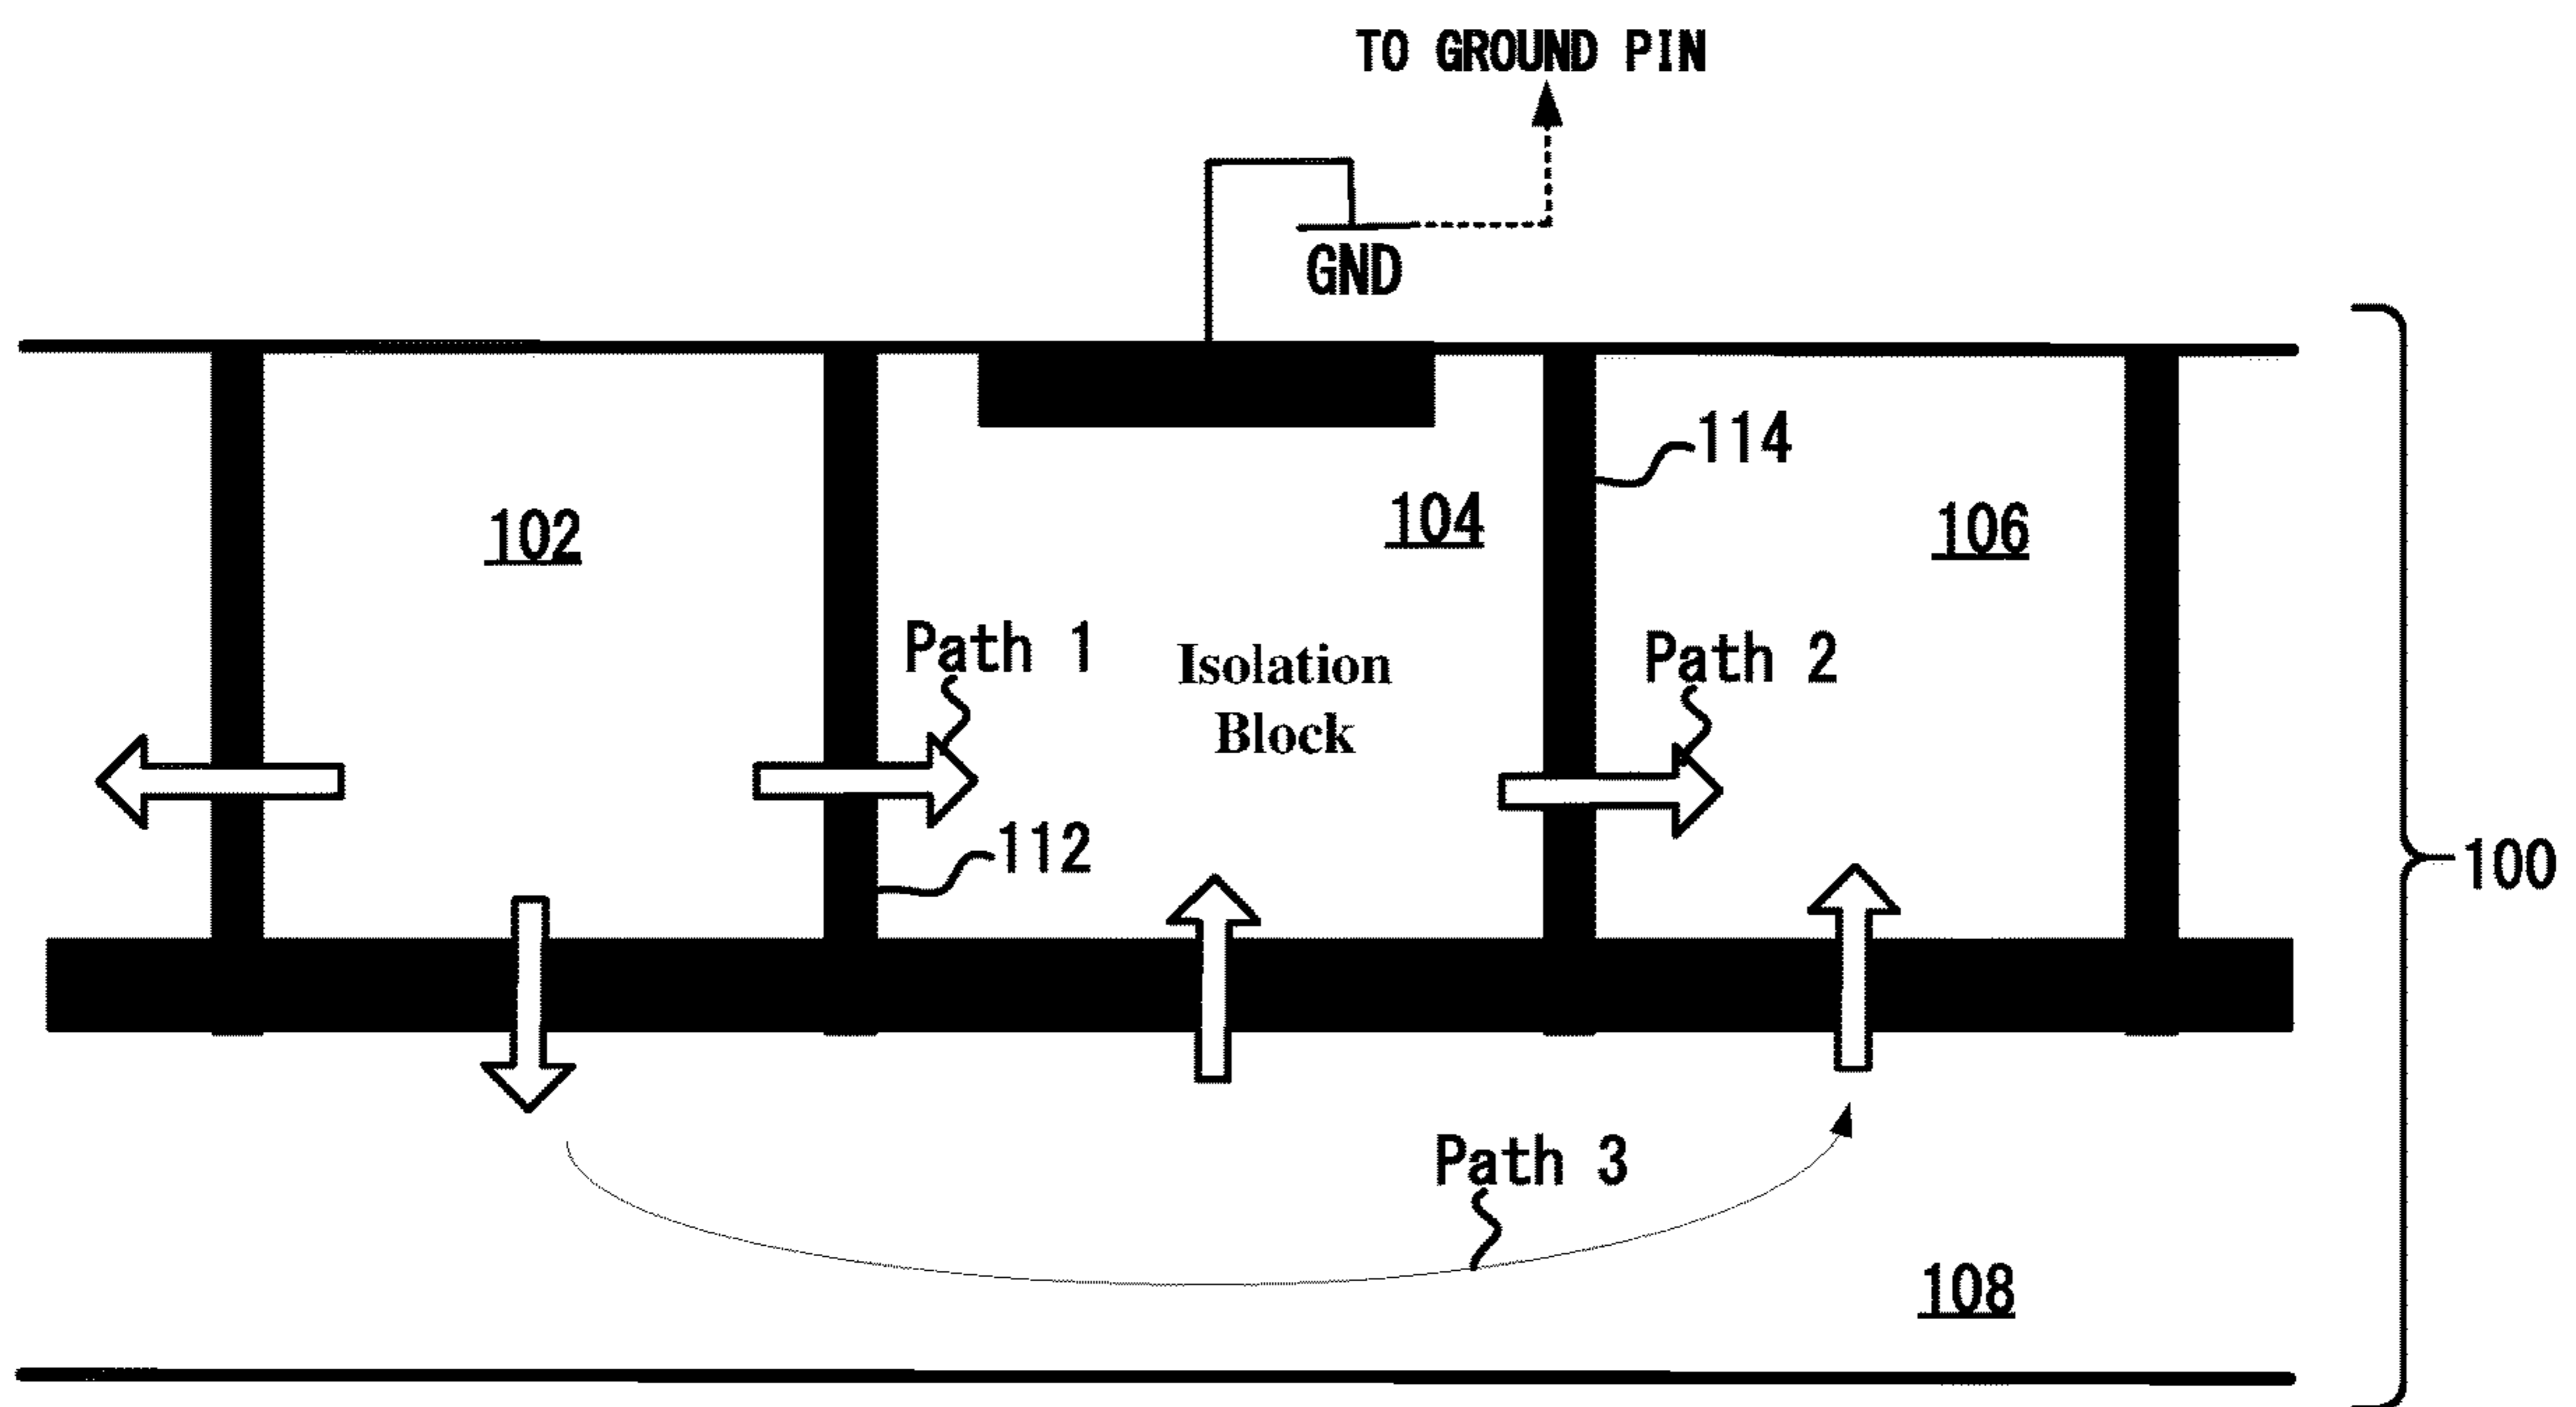 TO GROUND PIN
GND
114
102
104
106
Path 1
Isolation
Block
Path 2
112
100
Path 3
108